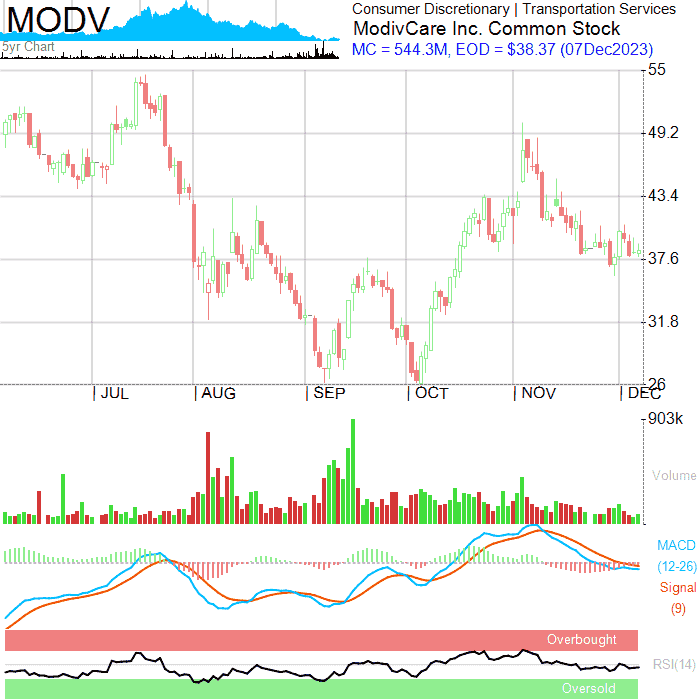 MODV
5yr Chart
Consumer Discretionary | Transportation Services
ModivCare Inc. Common Stock
MC = 544.3M, EOD = $38.37 (07Dec2023)
55
49.2
43.4
37.6
31.8
26
| JUL | AUG | SEP | OCT | NOV | DEC
903k
Volume
MACD
(12-26)
Signal
(9)
Overbought
RSI(14)
Oversold